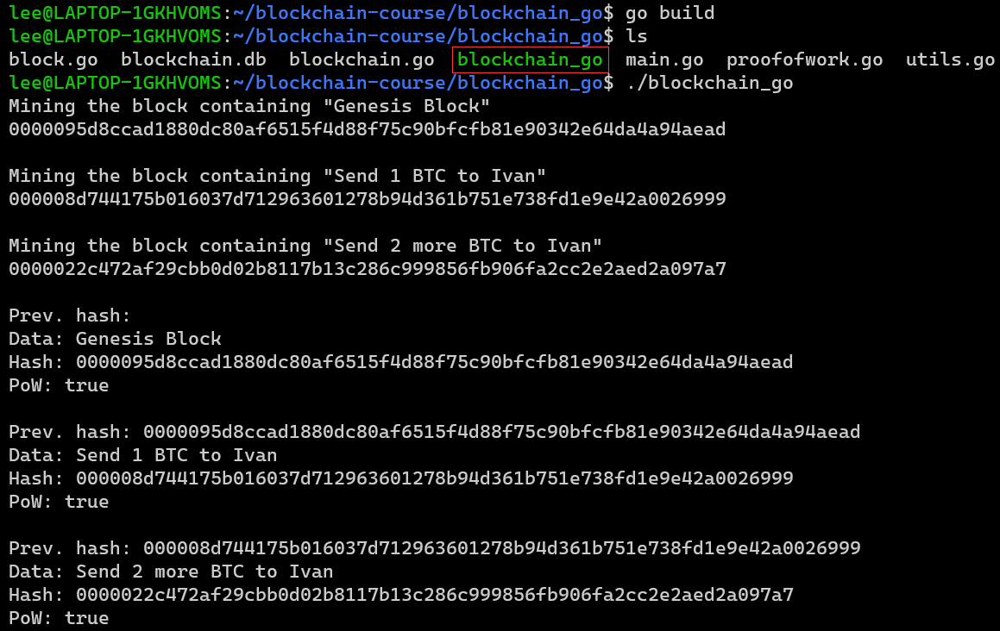 lee@LAPTOP-1GKHVOMS:~/blockchain-course/blockchain_go$ go build
lee@LAPTOP-1GKHVOMS:~/blockchain-course/blockchain_go$ ls
block.go  blockchain.db  blockchain.go  blockchain_go  main.go  proofofwork.go  utils.go
lee@LAPTOP-1GKHVOMS:~/blockchain-course/blockchain_go$ ./blockchain_go
Mining the block containing "Genesis Block"
0000095d8ccad1880dc80af6515f4d88f75c90bfcfb81e90342e64da4a94aead

Mining the block containing "Send 1 BTC to Ivan"
000008d744175b016037d712963601278b94d361b751e738fd1e9e42a0026999

Mining the block containing "Send 2 more BTC to Ivan"
0000022c472af29cbb0d02b8117b13c286c999856fb906fa2cc2e2aed2a097a7

Prev. hash:
Data: Genesis Block
Hash: 0000095d8ccad1880dc80af6515f4d88f75c90bfcfb81e90342e64da4a94aead
PoW: true

Prev. hash: 0000095d8ccad1880dc80af6515f4d88f75c90bfcfb81e90342e64da4a94aead
Data: Send 1 BTC to Ivan
Hash: 000008d744175b016037d712963601278b94d361b751e738fd1e9e42a0026999
PoW: true

Prev. hash: 000008d744175b016037d712963601278b94d361b751e738fd1e9e42a0026999
Data: Send 2 more BTC to Ivan
Hash: 0000022c472af29cbb0d02b8117b13c286c999856fb906fa2cc2e2aed2a097a7
PoW: true